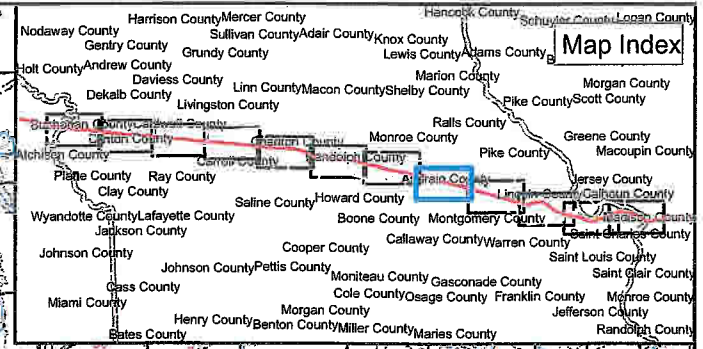 Hancock County
Harrison County Mercer County Schuyler County Logan County
Nodaway County Sullivan County Adair County Knox County
Gentry County Grundy County Lewis County Adams County B
Map Index
Holt County Andrew County Marion County
Daviess County Morgan County
Dekalb County Linn County Macon County Shelby County
Livingston County Pike County Scott County
Buchanan County Caldwell County Ralls County
Clinton County Chariton County Monroe County Greene County
Atchison County Carroll County Randolph County Pike County Macoupin County
Platte County Ray County Audrain County Jersey County
Clay County Saline County Howard County Lincoln County Calhoun County
Wyandotte County Lafayette County Boone County Montgomery County Madison County
Jackson County Callaway County Warren County Saint Charles County
Johnson County Cooper County Saint Louis County
Johnson County Pettis County Moniteau County Saint Clair County
Cass County Cole County Osage County Gasconade County Franklin County Monroe County
Miami County Morgan County Jefferson County
Bates County Henry County Benton County Miller County Maries County Randolph County